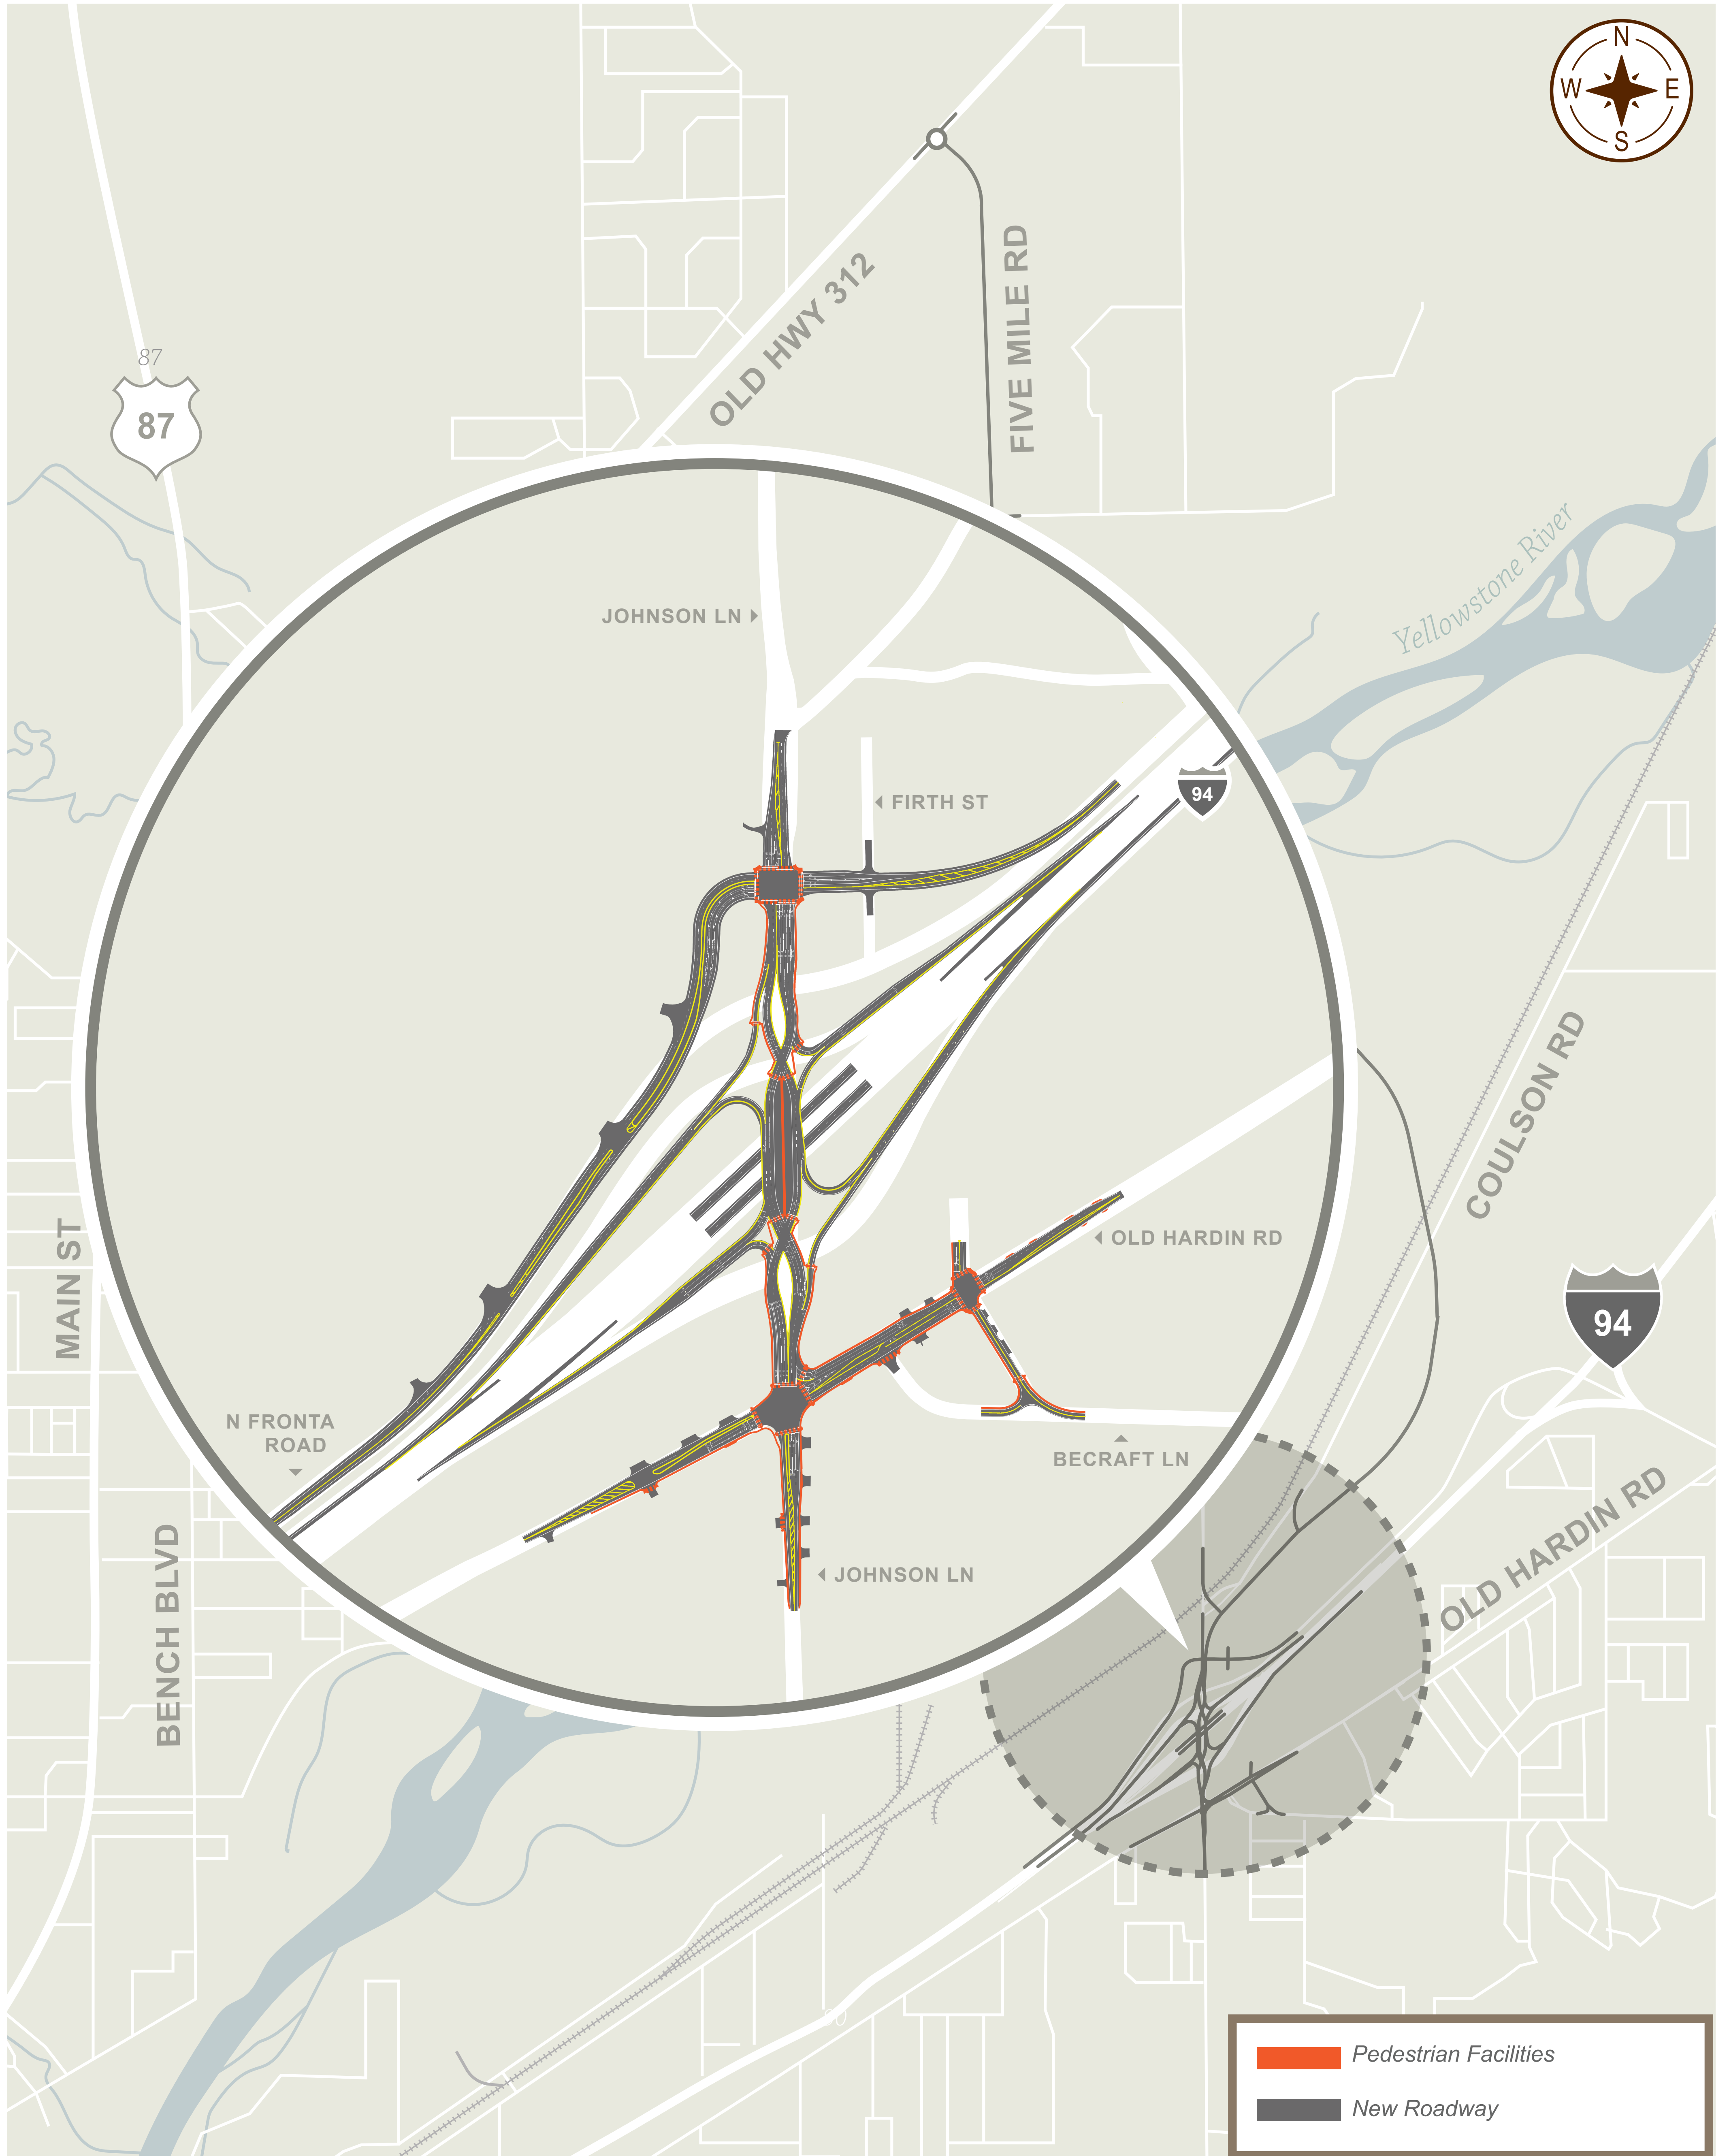 N
W
E
S
OLD HWY 312
FIVE MILE RD
87
87
Yellowstone River
JOHNSON LN
94
FIRTH ST
COULSON RD
MAIN ST
OLD HARDIN RD
94
N FRONTA
ROAD
BECRAFT LN
OLD HARDIN RD
BENCH BLVD
JOHNSON LN
Pedestrian Facilities
New Roadway